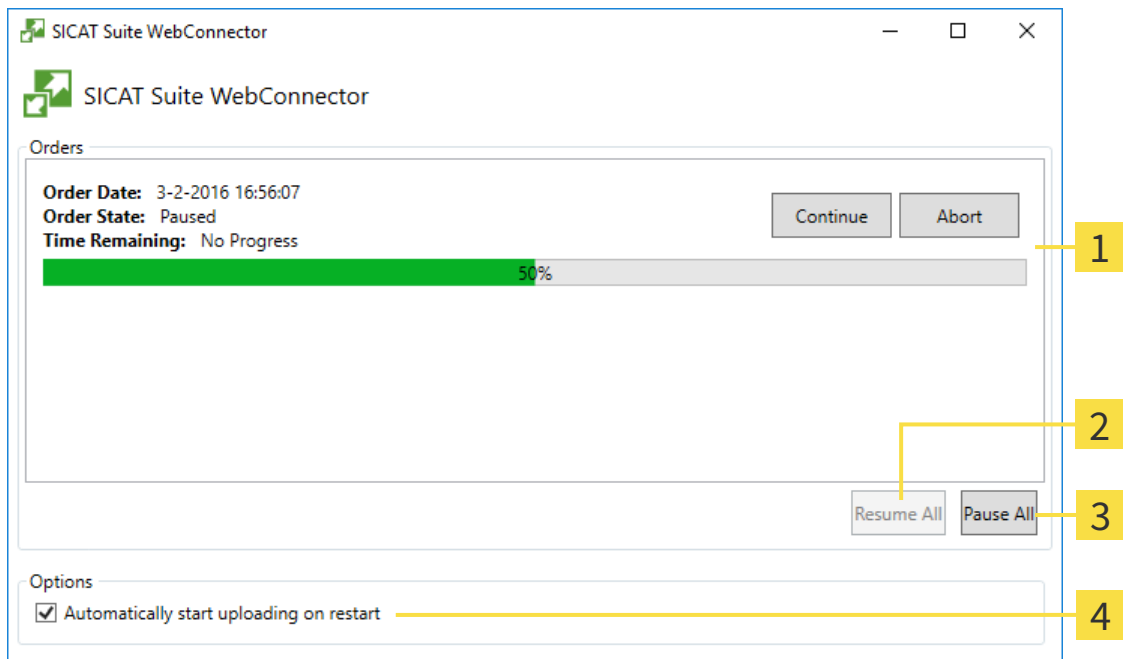 SICAT Suite WebConnector
SICAT Suite WebConnector
Orders
Order Date: 3-2-2016 16:56:07
Order State: Paused
Time Remaining: No Progress
Continue
Abort
1
50%
2
Resume All
Pause All
3
Options
Automatically start uploading on restart
4